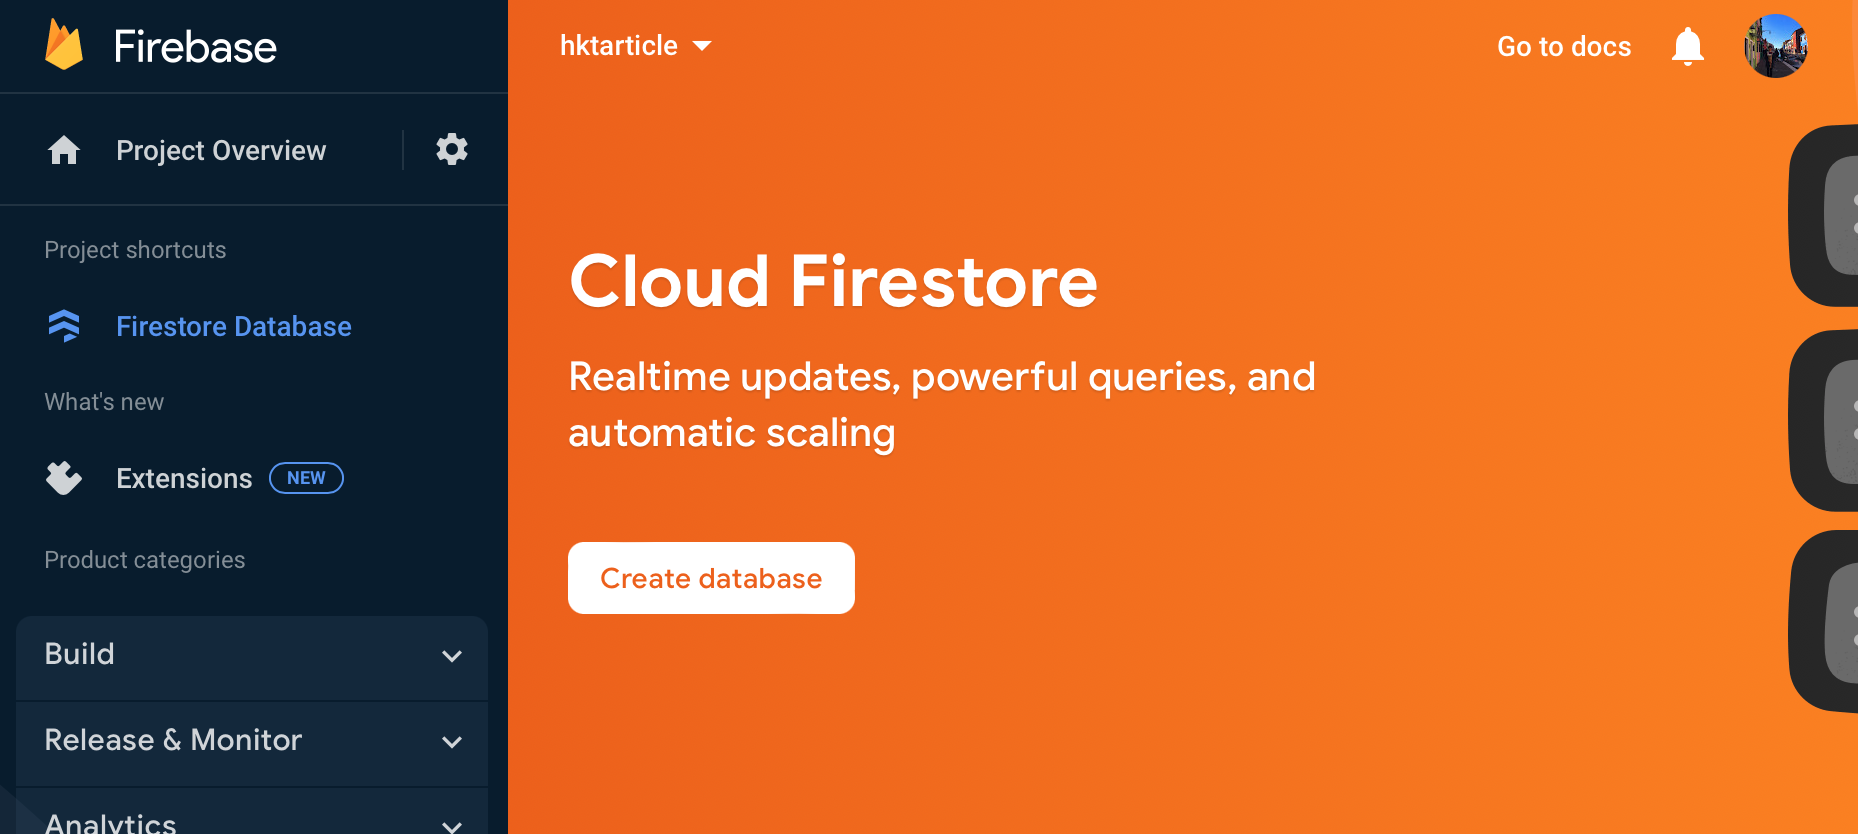 Firebase
Project Overview
Project shortcuts
Firestore Database
What's new
Extensions NEW
Product categories
Build
Release & Monitor
Analytics
hktarticle
Go to docs
Cloud Firestore
Realtime updates, powerful queries, and
automatic scaling
Create database